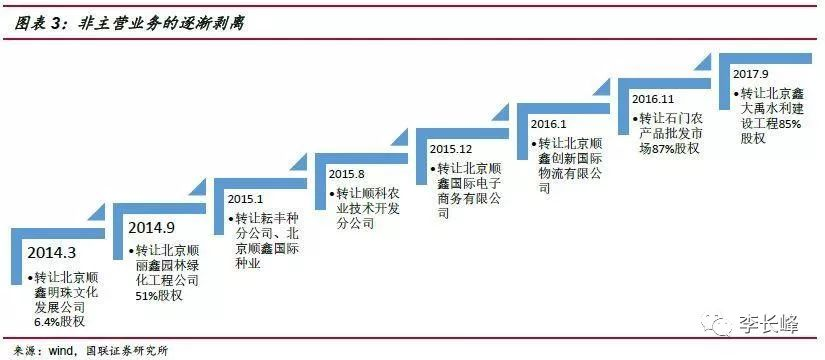 图表 3：非主营业务的逐渐剥离
2014.3
•转让北京顺
鑫明珠文化
发展公司
6.4%股权
2014.9
•转让北京顺
丽鑫园林绿
化工程公司
51%股权
2015.1
•转让耘丰种
分公司、北
京顺鑫国际
种业
2015.8
•转让顺科农
业技术开发
分公司
2015.12
•转让北京顺
鑫国际电子
商务有限公
司
2016.1
•转让北京顺
鑫创新国际
物流有限公
司
2016.11
•转让石门农
产品批发市
场87%股权
2017.9
•转让北京鑫
大禹水利建
设工程85%
股权
李长峰
来源：wind，国联证券研究所